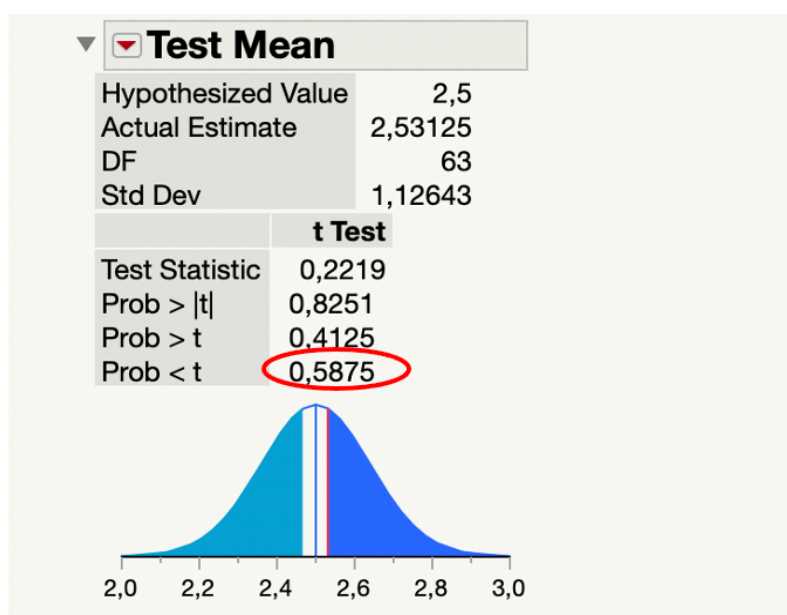 Test Mean
Hypothesized Value 2,5
Actual Estimate 2,53125
DF 63
Std Dev 1,12643
t Test
Test Statistic 0,2219
Prob > |t| 0,8251
Prob > t 0,4125
Prob < t 0,5875
2,0 2,2 2,4 2,6 2,8 3,0